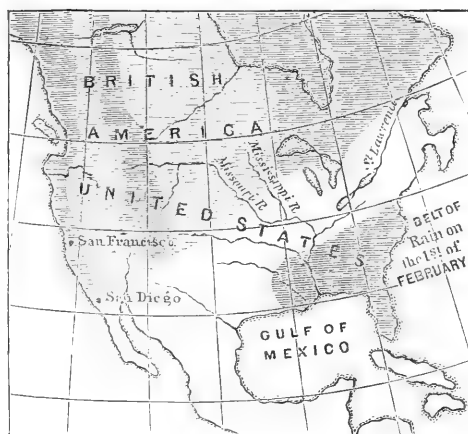 BRITISH
AMERICA
St Lawrence
Missouri R.
Mississippi R.
UNITED
STATES
BELT OF
Rain on
the 1st of
FEBRUARY
San Francisco
San Diego
GULF OF
MEXICO